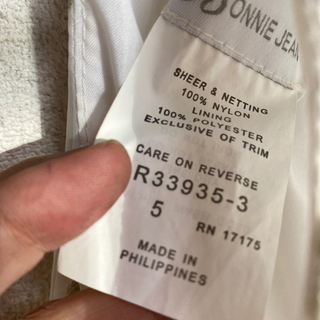 ONNIE JEAN
SHEER & NETTING
100% NYLON
LINING
100% POLYESTER
EXCLUSIVE OF TRIM
CARE ON REVERSE
R33935-3
5
RN 17175
MADE IN
PHILIPPINES